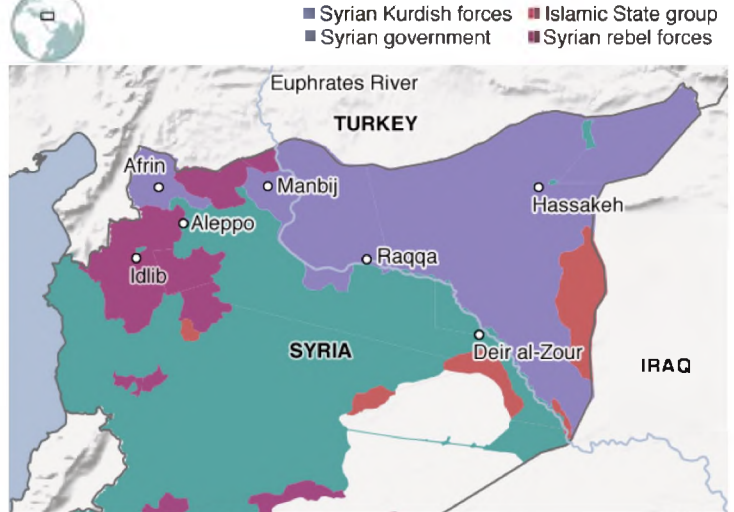 Syrian Kurdish forces
Islamic State group
Syrian government
Syrian rebel forces
Euphrates River
TURKEY
Afrin
Manbij
Hassakeh
Aleppo
Raqqa
Idlib
SYRIA
Deir al-Zour
IRAQ